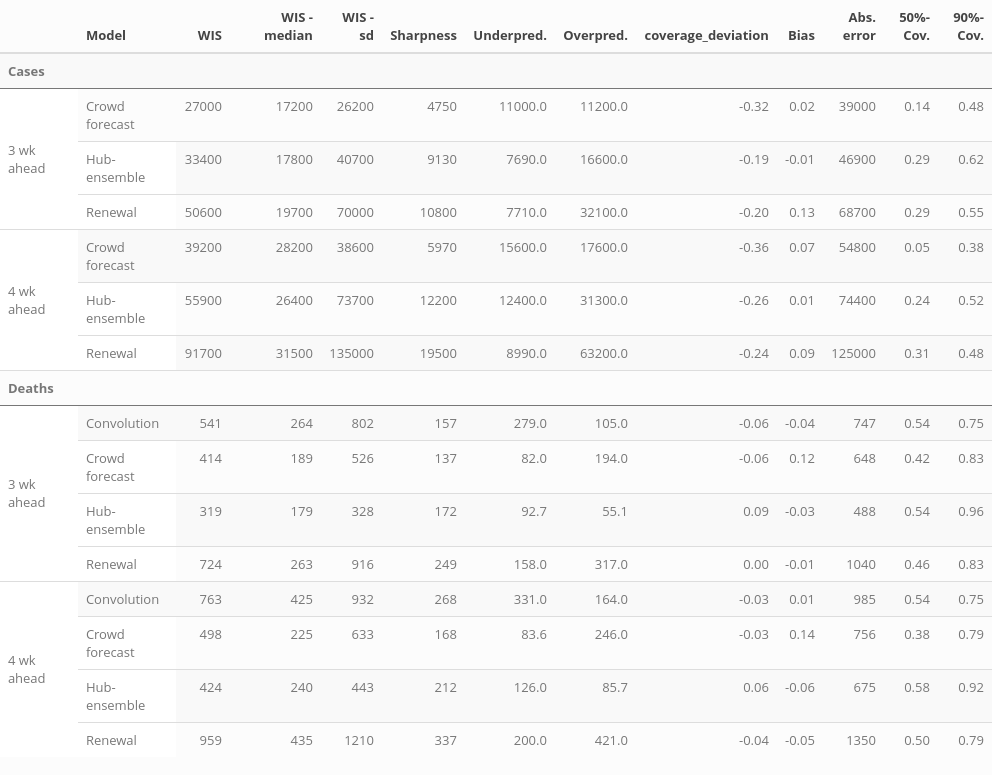 Model WIS WIS - median WIS - sd Sharpness Underpred. Overpred. coverage_deviation Bias Abs. error 50%-Cov. 90%-Cov.
Cases
3 wk ahead
Crowd forecast 27000 17200 26200 4750 11000.0 11200.0 -0.32 0.02 39000 0.14 0.48
Hub-ensemble 33400 17800 40700 9130 7690.0 16600.0 -0.19 -0.01 46900 0.29 0.62
Renewal 50600 19700 70000 10800 7710.0 32100.0 -0.20 0.13 68700 0.29 0.55
4 wk ahead
Crowd forecast 39200 28200 38600 5970 15600.0 17600.0 -0.36 0.07 54800 0.05 0.38
Hub-ensemble 55900 26400 73700 12200 12400.0 31300.0 -0.26 0.01 74400 0.24 0.52
Renewal 91700 31500 135000 19500 8990.0 63200.0 -0.24 0.09 125000 0.31 0.48
Deaths
3 wk ahead
Convolution 541 264 802 157 279.0 105.0 -0.06 -0.04 747 0.54 0.75
Crowd forecast 414 189 526 137 82.0 194.0 -0.06 0.12 648 0.42 0.83
Hub-ensemble 319 179 328 172 92.7 55.1 0.09 -0.03 488 0.54 0.96
Renewal 724 263 916 249 158.0 317.0 0.00 -0.01 1040 0.46 0.83
4 wk ahead
Convolution 763 425 932 268 331.0 164.0 -0.03 0.01 985 0.54 0.75
Crowd forecast 498 225 633 168 83.6 246.0 -0.03 0.14 756 0.38 0.79
Hub-ensemble 424 240 443 212 126.0 85.7 0.06 -0.06 675 0.58 0.92
Renewal 959 435 1210 337 200.0 421.0 -0.04 -0.05 1350 0.50 0.79